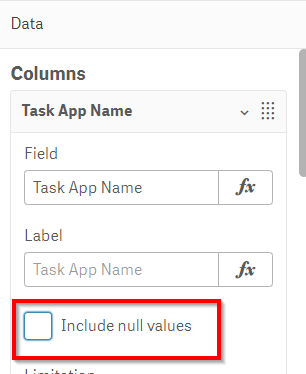 Data
Columns
Task App Name
Field
Task App Name
fx
Label
Task App Name
fx
Include null values
Limitation